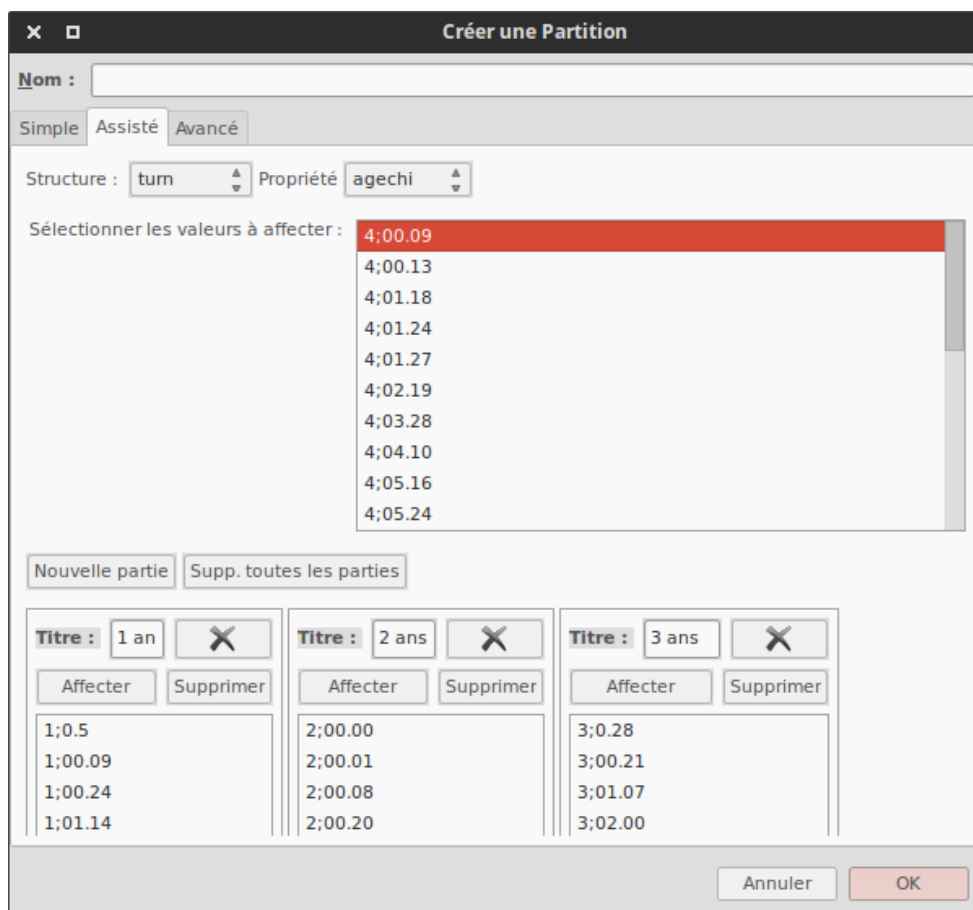 Créer une Partition
Nom :
Simple Assisté Avancé
Structure : turn Propriété agechi
Sélectionner les valeurs à affecter :
4;00.09
4;00.13
4;01.18
4;01.24
4;01.27
4;02.19
4;03.28
4;04.10
4;05.16
4;05.24
Nouvelle partie Supp. toutes les parties
Titre : 1 an Titre : 2 ans Titre : 3 ans
Affecter Supprimer Affecter Supprimer Affecter Supprimer
1;0.5 2;00.00 3;0.28
1;00.09 2;00.01 3;00.21
1;00.24 2;00.08 3;01.07
1;01.14 2;00.20 3;02.00
Annuler OK